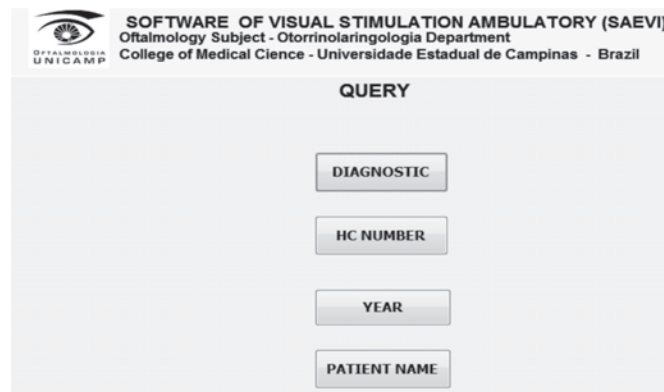 SOFTWARE OF VISUAL STIMULATION AMBULATORY (SAEVI)
Oftalmology Subject - Otorrinolaringologia Department
College of Medical Cience - Universidade Estadual de Campinas - Brazil
OFTALMOLOGIA
UNICAMP
QUERY
DIAGNOSTIC
HC NUMBER
YEAR
PATIENT NAME